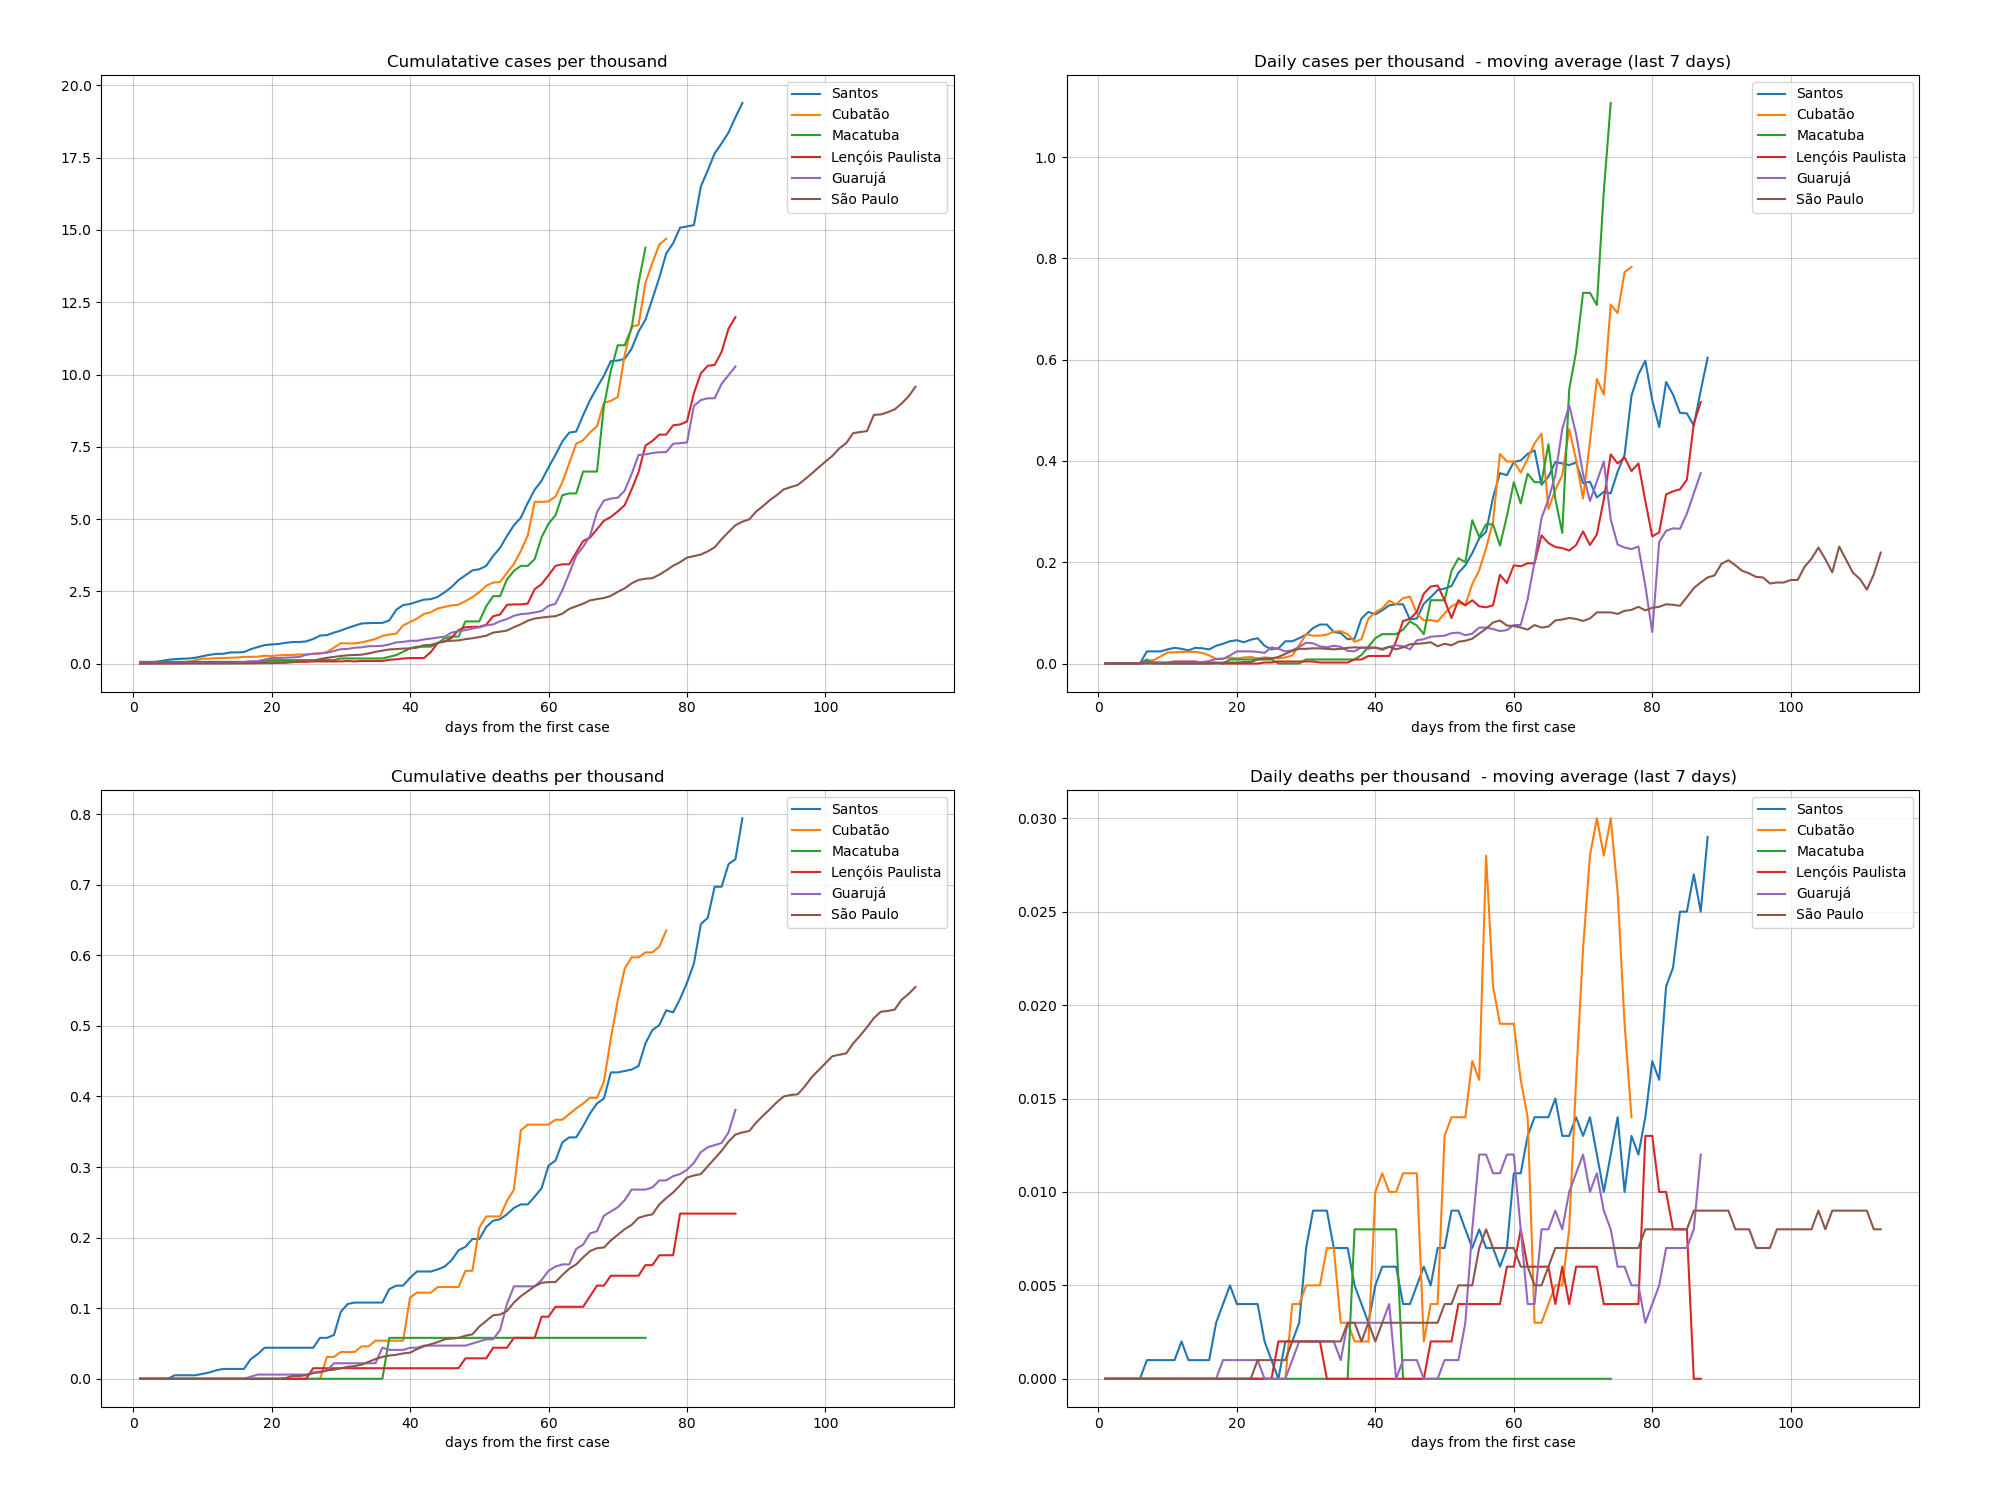 Cumulatative cases per thousand
20.0
17.5
15.0
12.5
10.0
7.5
5.0
2.5
0.0
0 20 40 60 80 100
days from the first case
Santos
Cubatão
Macatuba
Lençóis Paulista
Guarujá
São Paulo
Daily cases per thousand - moving average (last 7 days)
1.0
0.8
0.6
0.4
0.2
0.0
0 20 40 60 80 100
days from the first case
Santos
Cubatão
Macatuba
Lençóis Paulista
Guarujá
São Paulo
Cumulative deaths per thousand
0.8
0.7
0.6
0.5
0.4
0.3
0.2
0.1
0.0
0 20 40 60 80 100
days from the first case
Santos
Cubatão
Macatuba
Lençóis Paulista
Guarujá
São Paulo
Daily deaths per thousand - moving average (last 7 days)
0.030
0.025
0.020
0.015
0.010
0.005
0.000
0 20 40 60 80 100
days from the first case
Santos
Cubatão
Macatuba
Lençóis Paulista
Guarujá
São Paulo